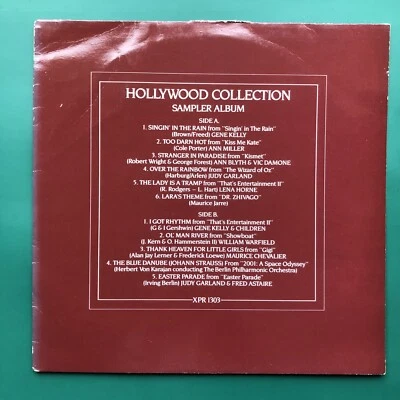 HOLLYWOOD COLLECTION
SAMPLER ALBUM
SIDE A.
1. SINGIN' IN THE RAIN from "Singin' in The Rain"
(Brown/Freed) GENE KELLY
2. TOO DARN HOT from "Kiss Me Kate"
(Cole Porter) ANN MILLER
3. STRANGER IN PARADISE from "Kismet"
(Robert Wright & George Forest) ANN BLYTH & VIC DAMONE
4. OVER THE RAINBOW from "The Wizard of Oz"
(Harburg/Arlen) JUDY GARLAND
5. THE LADY IS A TRAMP from "That's Entertainment II"
(R. Rodgers — L. Hart) LENA HORNE
6. LARA'S THEME from "DR. ZHIVAGO"
(Maurice Jarre)
SIDE B.
1. I GOT RHYTHM from "That's Entertainment II"
(G & I Gershwin) GENE KELLY & CHILDREN
2. OL' MAN RIVER from "Showboat"
(J. Kern & O. Hammerstein II) WILLIAM WARFIELD
3. THANK HEAVEN FOR LITTLE GIRLS from "Gigi"
(Alan Jay Lerner & Frederick Loewe) MAURICE CHEVALIER
4. THE BLUE DANUBE (JOHANN STRAUSS) From "2001: A Space Odyssey"
(Herbert Von Karajan conducting The Berlin Philharmonic Orchestra)
5. EASTER PARADE from "Easter Parade"
(Irving Berlin) JUDY GARLAND & FRED ASTAIRE
XPR 1303